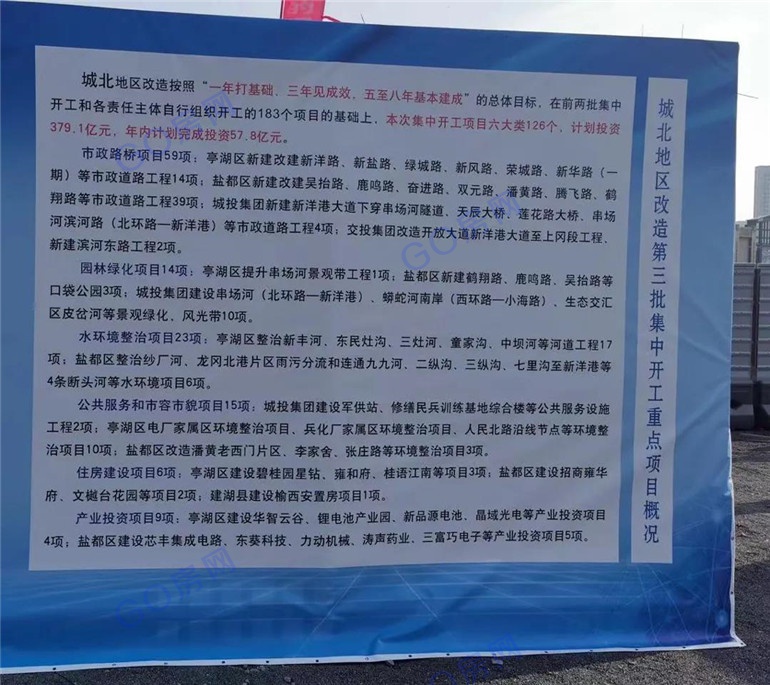 城北地区改造按照“一年打基础、三年见成效、五至八年基本建成”的总体目标，在前两批集中
开工和各责任主体自行组织开工的183个项目的基础上，本次集中开工项目六大类126个，计划投资
379.1亿元，年内计划完成投资57.8亿元。
市政路桥项目59项：亭湖区新建改建新洋路、新盐路、绿城路、新风路、荣城路、新华路（一
期）等市政道路工程14项；盐都区新建改建吴抬路、鹿鸣路、奋进路、双元路、潘黄路、腾飞路、鹤
翔路等市政道路工程39项；城投集团新建新洋港大道下穿串场河隧道、天辰大桥、莲花路大桥、串场
河滨河路（北环路—新洋港）等市政道路工程4项；交投集团改造开放大道新洋港大道至上冈段工程、
新建滨河东路工程2项。
园林绿化项目14项：亭湖区提升串场河景观带工程1项；盐都区新建鹤翔路、鹿鸣路、吴抬路等
口袋公园3项；城投集团建设串场河（北环路—新洋港）、蟒蛇河南岸（西环路—小海路）、生态交汇
区皮岔河等景观绿化、风光带10项。
水环境整治项目23项：亭湖区整治新丰河、东民灶沟、三灶河、童家沟、中坝河等河道工程17
项；盐都区整治纱厂河、龙冈北港片区雨污分流和连通九九河、二纵沟、三纵沟、七里沟至新洋港等
4条断头河等水环境项目6项。
公共服务和市容市貌项目15项：城投集团建设军供站、修缮民兵训练基地综合楼等公共服务设施
工程2项；亭湖区电厂家属区环境整治项目、兵化厂家属区环境整治项目、人民北路沿线节点等环境整
治项目10项；盐都区改造潘黄老西门片区、李家舍、张庄路等环境整治项目3项。
住房建设项目6项：亭湖区建设碧桂园星钻、雍和府、桂语江南等项目3项；盐都区建设招商雍华
府、文樾台花园等项目2项；建湖县建设榆西安置房项目1项。
产业投资项目9项：亭湖区建设华智云谷、锂电池产业园、新品源电池、晶域光电等产业投资项目
4项；盐都区建设芯丰集成电路、东葵科技、力动机械、涛声药业、三富巧电子等产业投资项目5项。
城北地区改造第三批集中开工重点项目概况
GO房网
GO房网
GO房网
GO房网
GO房网